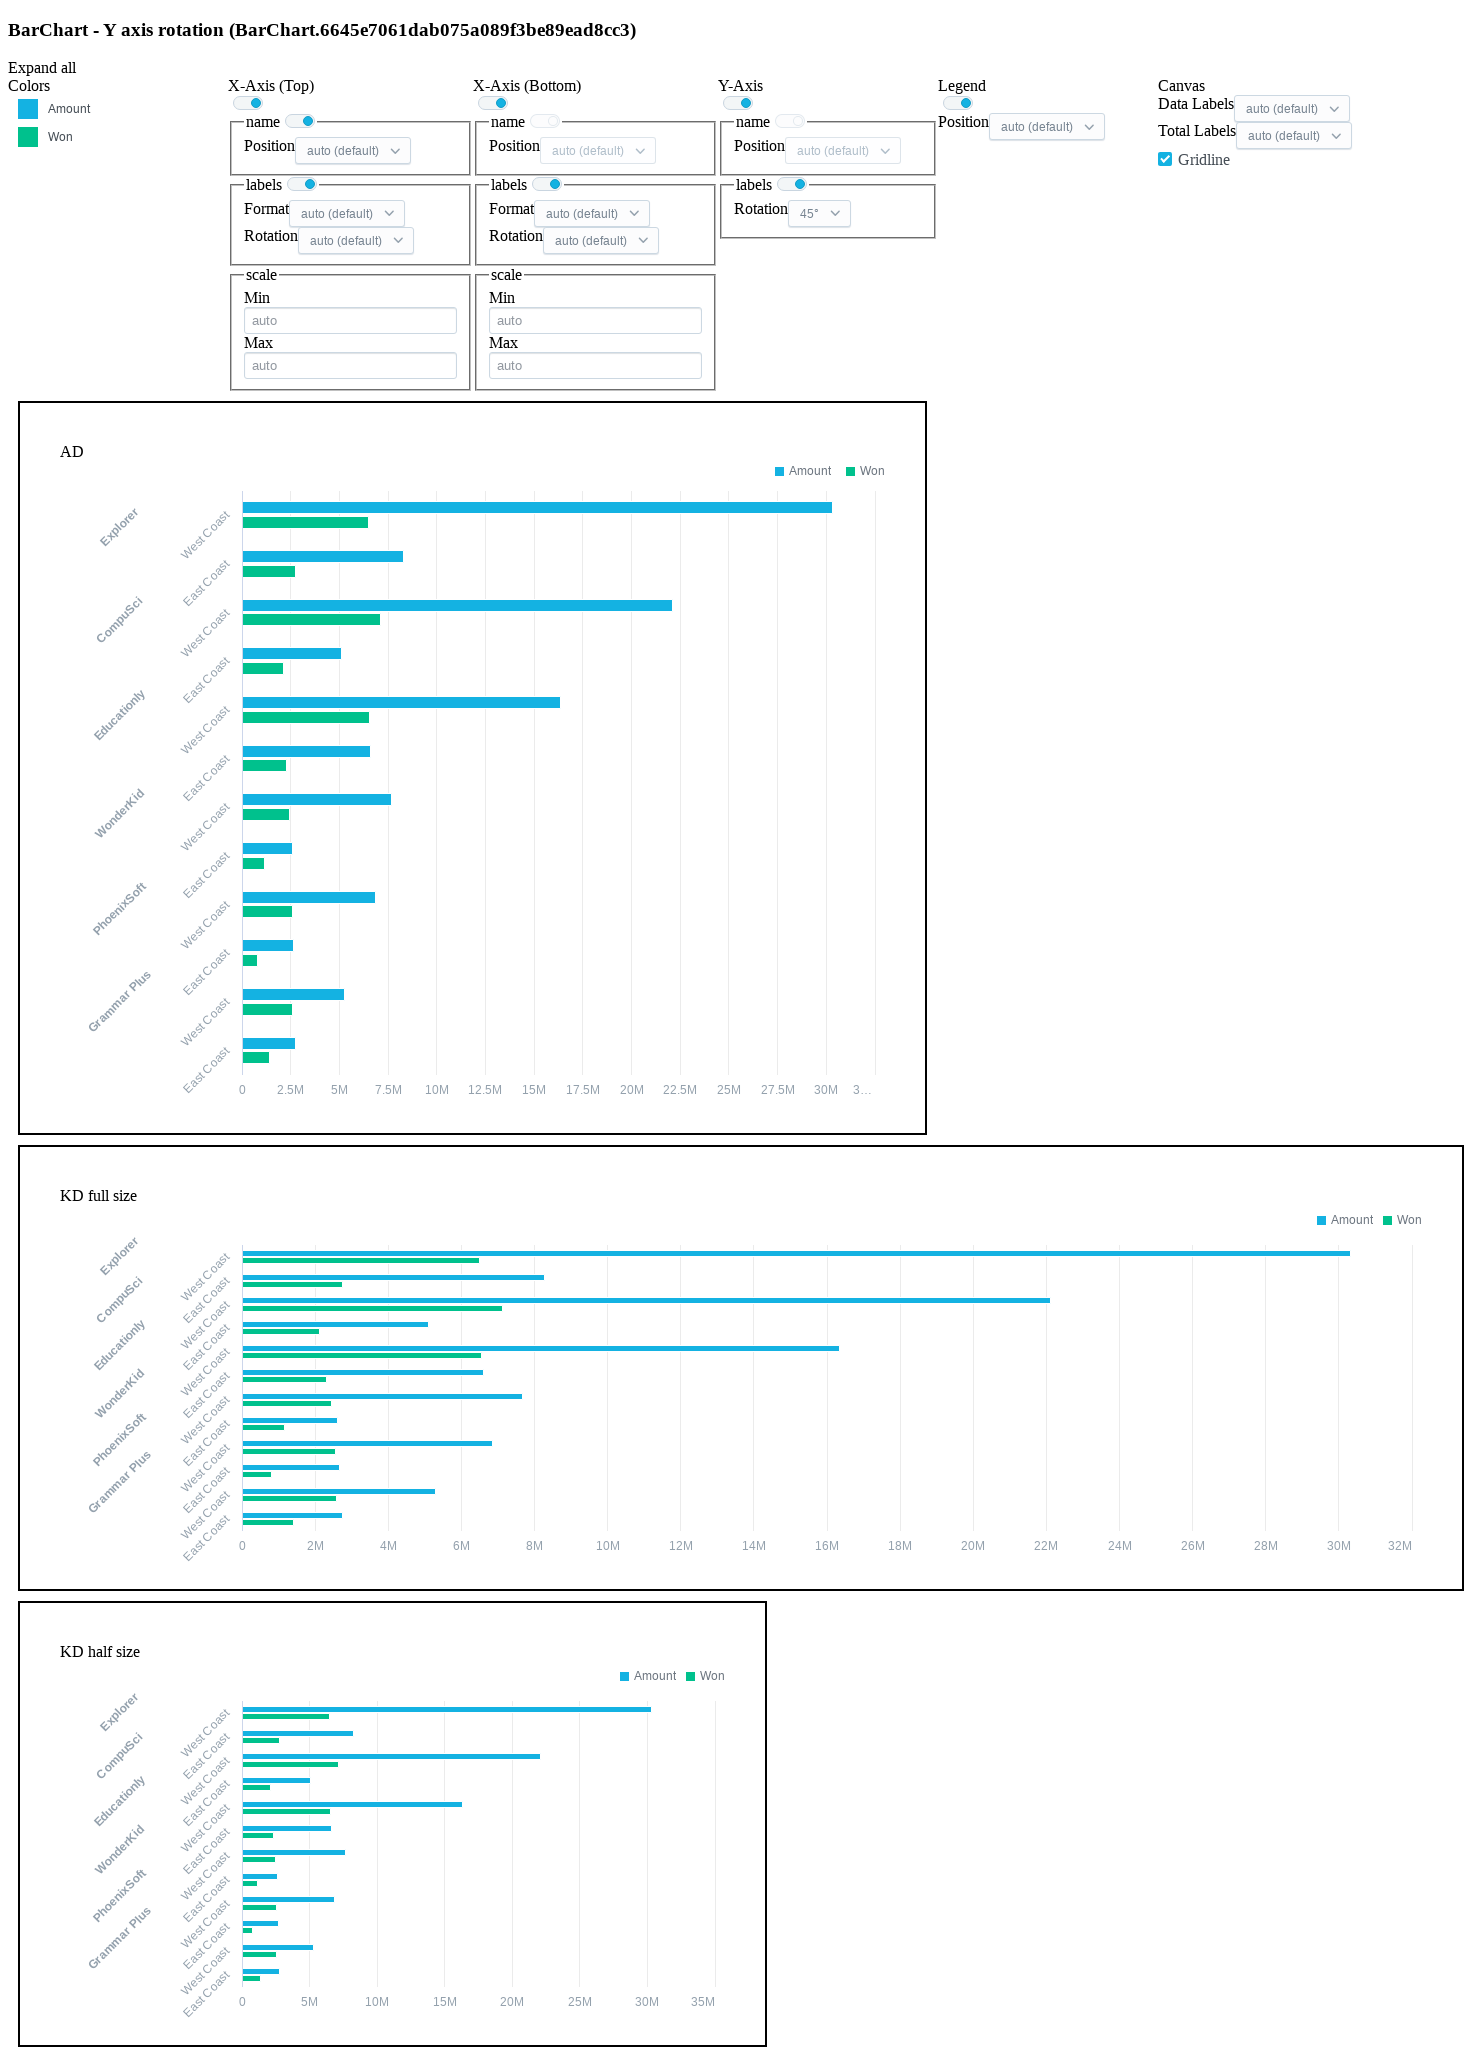 BarChart - Y axis rotation (BarChart.6645e7061dab075a089f3be89ead8cc3)
Expand all
Colors
Amount
Won
X-Axis (Top)
name
Position auto (default)
labels
Format auto (default)
Rotation auto (default)
scale
Min
auto
Max
auto
X-Axis (Bottom)
name
Position auto (default)
labels
Format auto (default)
Rotation auto (default)
scale
Min
auto
Max
auto
Y-Axis
name
Position auto (default)
labels
Rotation 45°
Legend
Position auto (default)
Canvas
Data Labels auto (default)
Total Labels auto (default)
Gridline
AD
Amount Won
Explorer
West Coast
East Coast
CompuSci
West Coast
East Coast
Educationly
West Coast
East Coast
WonderKid
West Coast
East Coast
PhoenixSoft
West Coast
East Coast
Grammar Plus
West Coast
East Coast
0 2.5M 5M 7.5M 10M 12.5M 15M 17.5M 20M 22.5M 25M 27.5M 30M 3...
KD full size
Amount Won
Explorer
West Coast
East Coast
CompuSci
West Coast
East Coast
Educationly
West Coast
East Coast
WonderKid
West Coast
East Coast
PhoenixSoft
West Coast
East Coast
Grammar Plus
West Coast
East Coast
0 2M 4M 6M 8M 10M 12M 14M 16M 18M 20M 22M 24M 26M 28M 30M 32M
KD half size
Amount Won
Explorer
West Coast
East Coast
CompuSci
West Coast
East Coast
Educationly
West Coast
East Coast
WonderKid
West Coast
East Coast
PhoenixSoft
West Coast
East Coast
Grammar Plus
West Coast
East Coast
0 5M 10M 15M 20M 25M 30M 35M